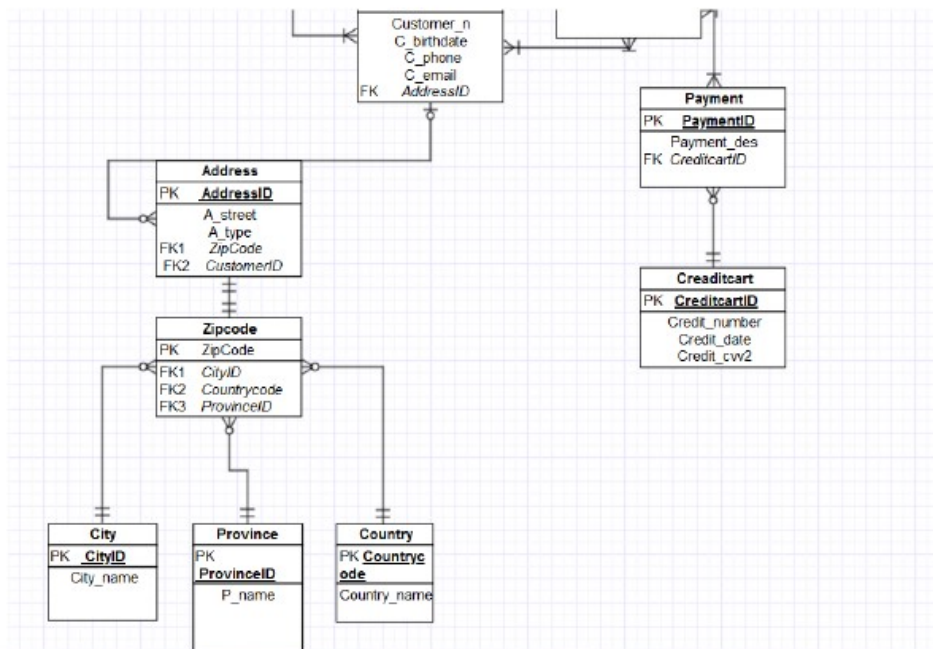 Customer_n
C_birthdate
C_phone
C_email
FK AddressID
Payment
PK PaymentID
Payment_des
FK CreditcartID
Address
PK AddressID
A_street
A_type
FK1 ZipCode
FK2 CustomerID
Creaditcart
PK CreditcartID
Credit_number
Credit_date
Credit_cvv2
Zipcode
PK ZipCode
FK1 CityID
FK2 Countrycode
FK3 ProvinceID
City
PK CityID
City_name
Province
PK
ProvinceID
P_name
Country
PK Countryc
ode
Country_name